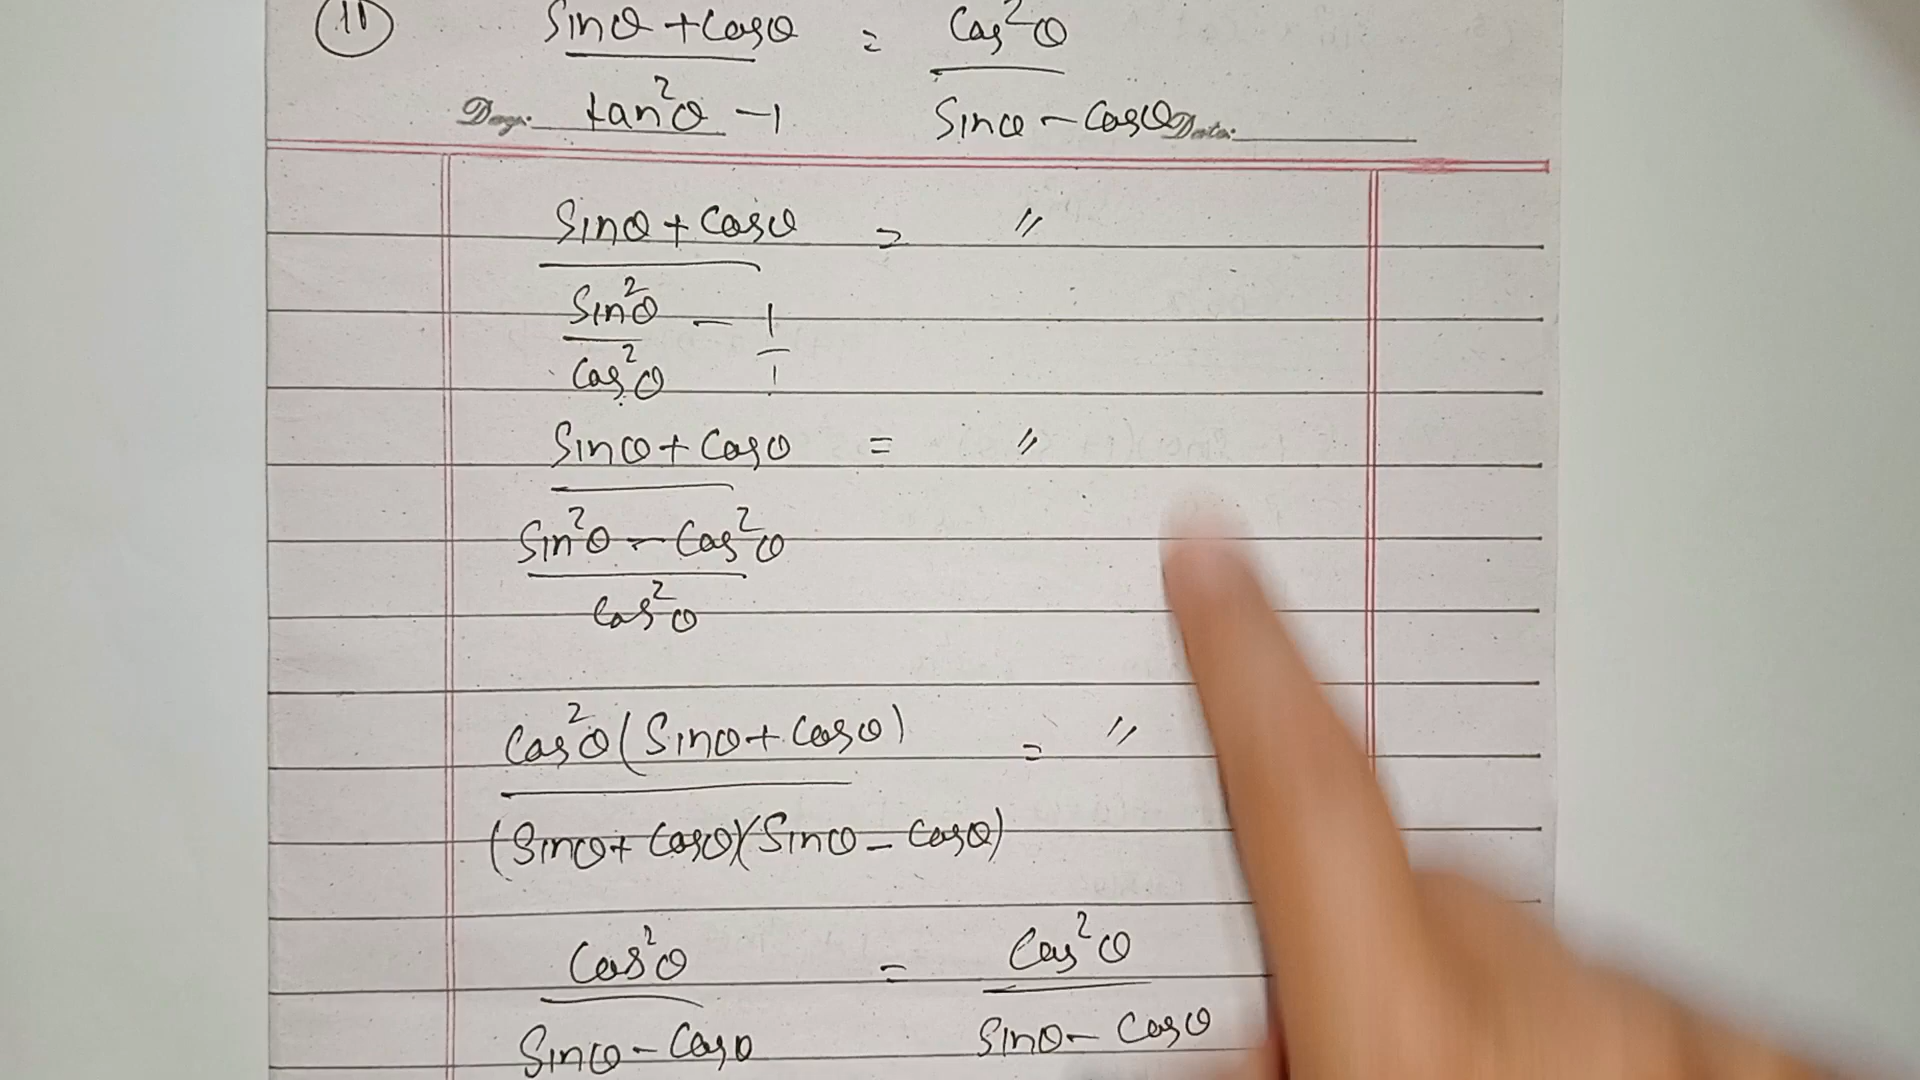 11 (sinθ + cosθ)/(tan²θ - 1) = cos²θ/(sinθ - cosθ)
Day: Date:
(sinθ + cosθ)/(sin²θ/cos²θ - 1/1) = "
(sinθ + cosθ)/((sin²θ - cos²θ)/cos²θ) = "
cos²θ(sinθ + cosθ)/((sinθ + cosθ)(sinθ - cosθ)) = "
cos²θ/(sinθ - cosθ) = cos²θ/(sinθ - cosθ)